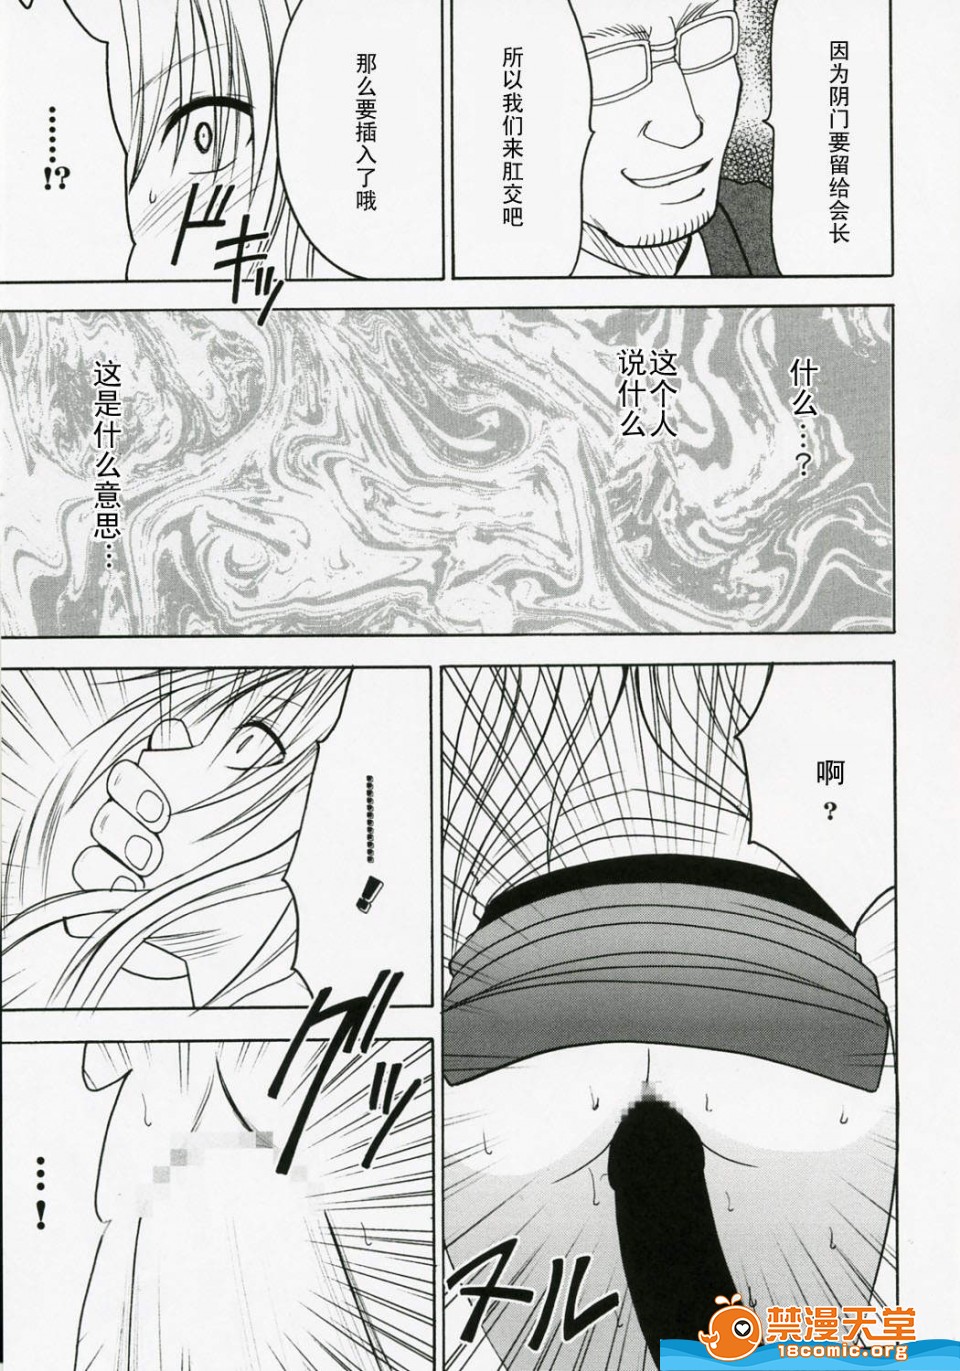 因为阴门要留给会长
所以我们来肛交吧
那么要插入了哦
……!?
ドキッ
什么…？
这个人
说什么
这是什么意思…
啊
？
…………！
グッ
…！
ヌル
禁漫天堂
18comic.org